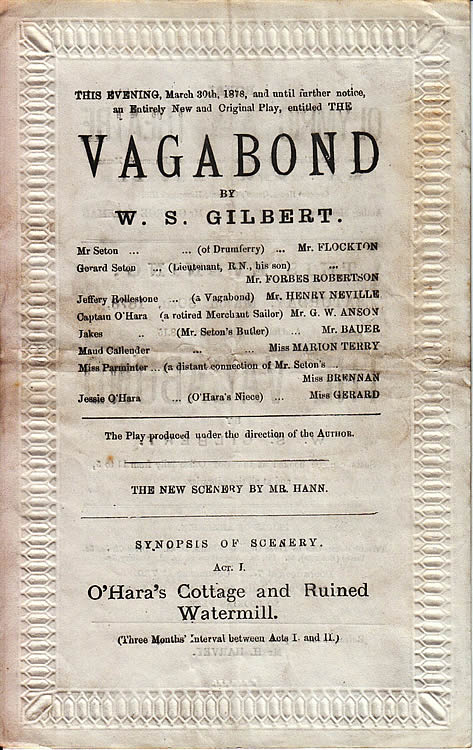 THIS EVENING, March 30th, 1878, and until further notice,
an Entirely New and Original Play, entitled THE
VAGABOND
BY
W. S. GILBERT.
Mr Seton ... ... (of Drumferry) ... Mr. FLOCKTON
Gerard Seton ... (Lieutenant, R.N., his son) ...
Mr. FORBES ROBERTSON
Jeffery Rollestone ... (a Vagabond) Mr. HENRY NEVILLE
Captain O'Hara (a retired Merchant Sailor) Mr. G. W. ANSON
Jakes .. (Mr. Seton's Butler) ... Mr. BAUER
Maud Callender ... ... Miss MARION TERRY
Miss Parminter ... (a distant connection of Mr. Seton's ...
Miss BRENNAN
Jessie O'Hara ... (O'Hara's Niece) ... Miss GERARD
The Play produced under the direction of the AUTHOR.
THE NEW SCENERY BY MR. HANN.
SYNOPSIS OF SCENERY.
ACT. I.
O'Hara's Cottage and Ruined
Watermill.
(Three Months' Interval between Acts I. and II.)